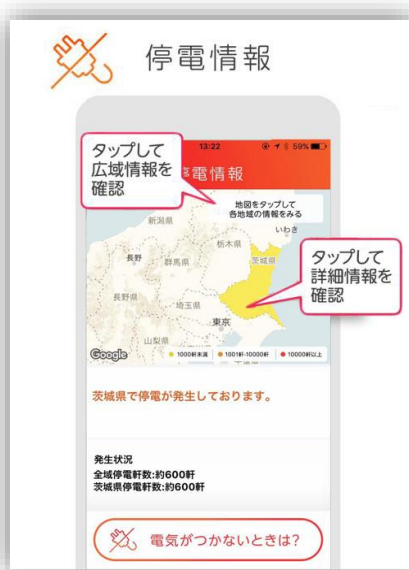 停電情報
タップして
広域情報を
確認
13:22
59%
電情報
地図をタップして
各地域の情報をみる
新潟県
いわき
栃木県
長野
群馬県
茨城県
タップして
詳細情報を
確認
長野県
埼玉県
東京
山梨県
Google
1000軒未満
1001軒-10000軒
10000軒以上
茨城県で停電が発生しております。
発生状況
全域停電軒数:約600軒
茨城県停電軒数:約600軒
電気がつかないときは?